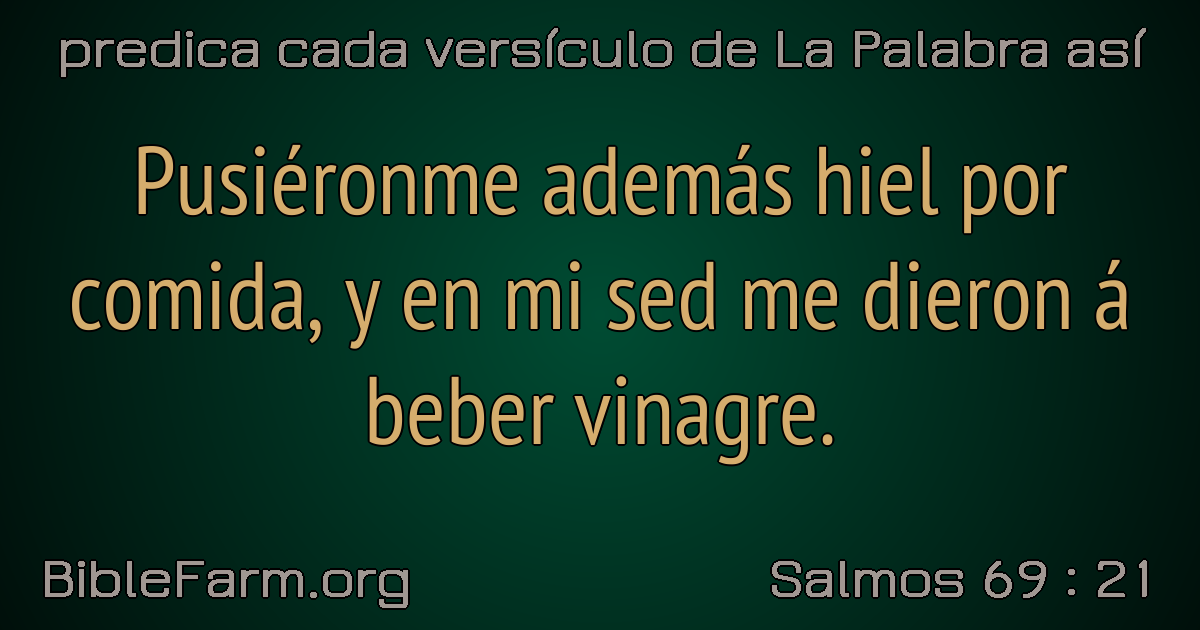 predica cada versículo de La Palabra así
Pusiéronme además hiel por
comida, y en mi sed me dieron á
beber vinagre.
BibleFarm.org
Salmos 69 : 21